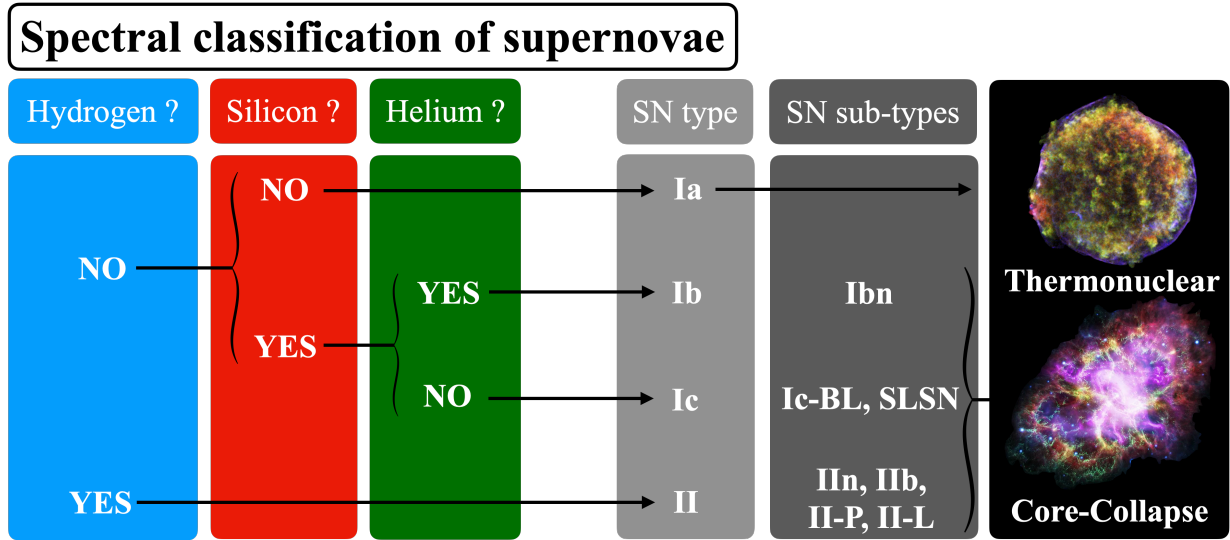 Spectral classification of supernovae
Hydrogen ?
Silicon ?
Helium ?
SN type
SN sub-types
NO
Ia
NO
Thermonuclear
YES
Ib
Ibn
YES
NO
Ic
Ic-BL, SLSN
YES
II
IIn, IIb,
II-P, II-L
Core-Collapse